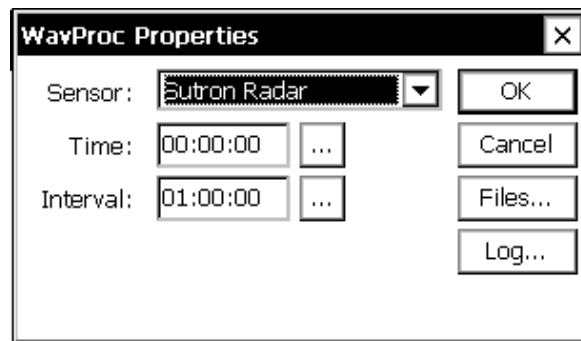 WavProc Properties
Sensor: Sutron Radar OK
Time: 00:00:00 ... Cancel
Interval: 01:00:00 ... Files...
Log...